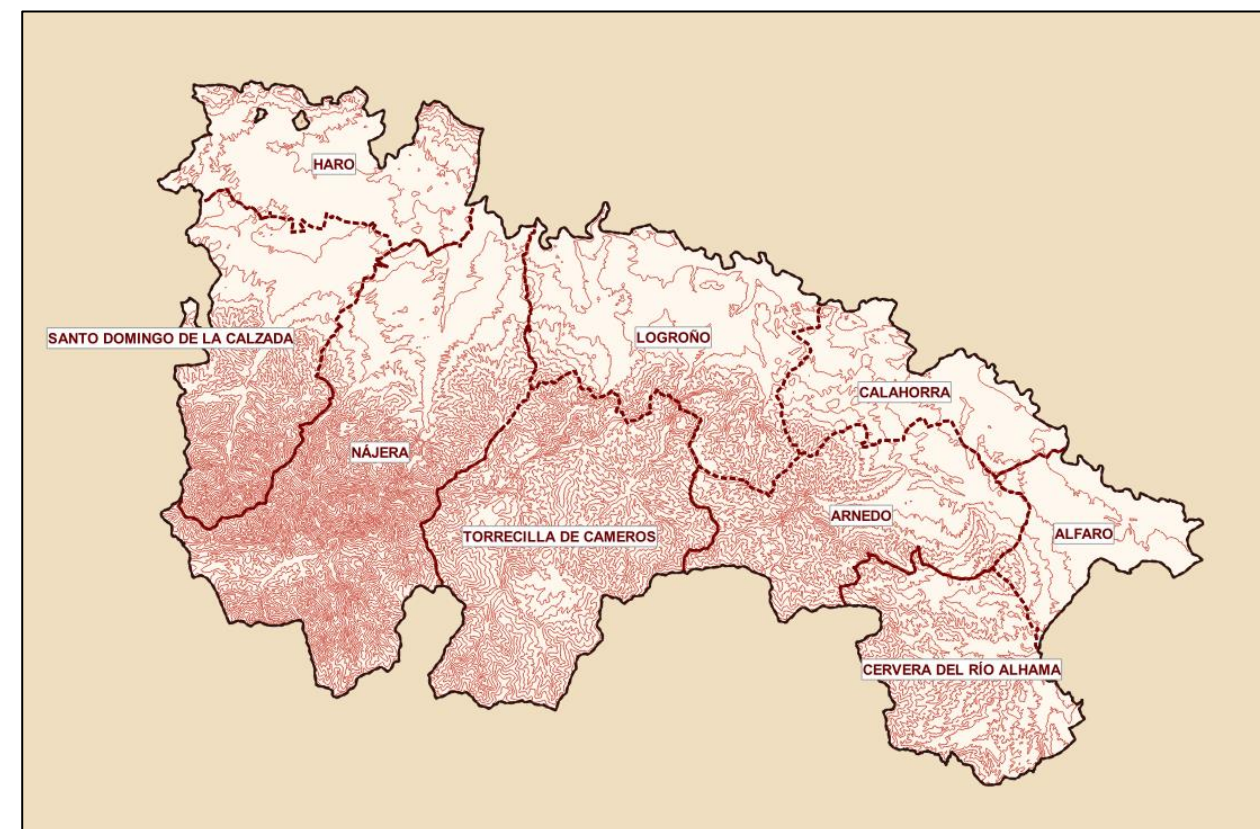 HARO
SANTO DOMINGO DE LA CALZADA
LOGROÑO
CALAHORRA
NÁJERA
ARNEDO
ALFARO
TORRECILLA DE CAMEROS
CERVERA DEL RÍO ALHAMA